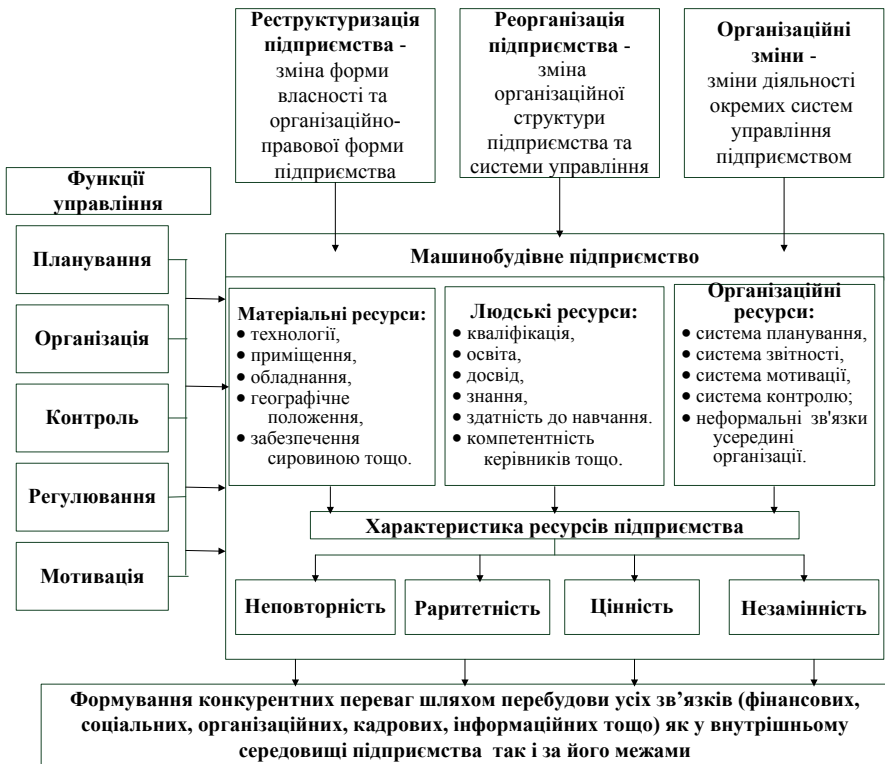 Реструктуризація
підприємства -
зміна форми
власності та
організаційно-
правової форми
підприємства
Реорганізація
підприємства -
зміна
організаційної
структури
підприємства та
системи управління
Організаційні
зміни -
зміни діяльності
окремих систем
управління
підприємством
Функції
управління
Планування
Організація
Контроль
Регулювання
Мотивація
Машинобудівне підприємство
Матеріальні ресурси:
● технології,
● приміщення,
● обладнання,
● географічне
положення,
● забезпечення
сировиною тощо.
Людські ресурси:
● кваліфікація,
● освіта,
● досвід,
● знання,
● здатність до навчання.
● компетентність
керівників тощо.
Організаційні
ресурси:
● система планування,
● система звітності,
● система мотивації,
● система контролю;
● неформальні зв'язки
усередині
організації.
Характеристика ресурсів підприємства
Неповторність
Раритетність
Цінність
Незамінність
Формування конкурентних переваг шляхом перебудови усіх зв’язків (фінансових,
соціальних, організаційних, кадрових, інформаційних тощо) як у внутрішньому
середовищі підприємства так і за його межами